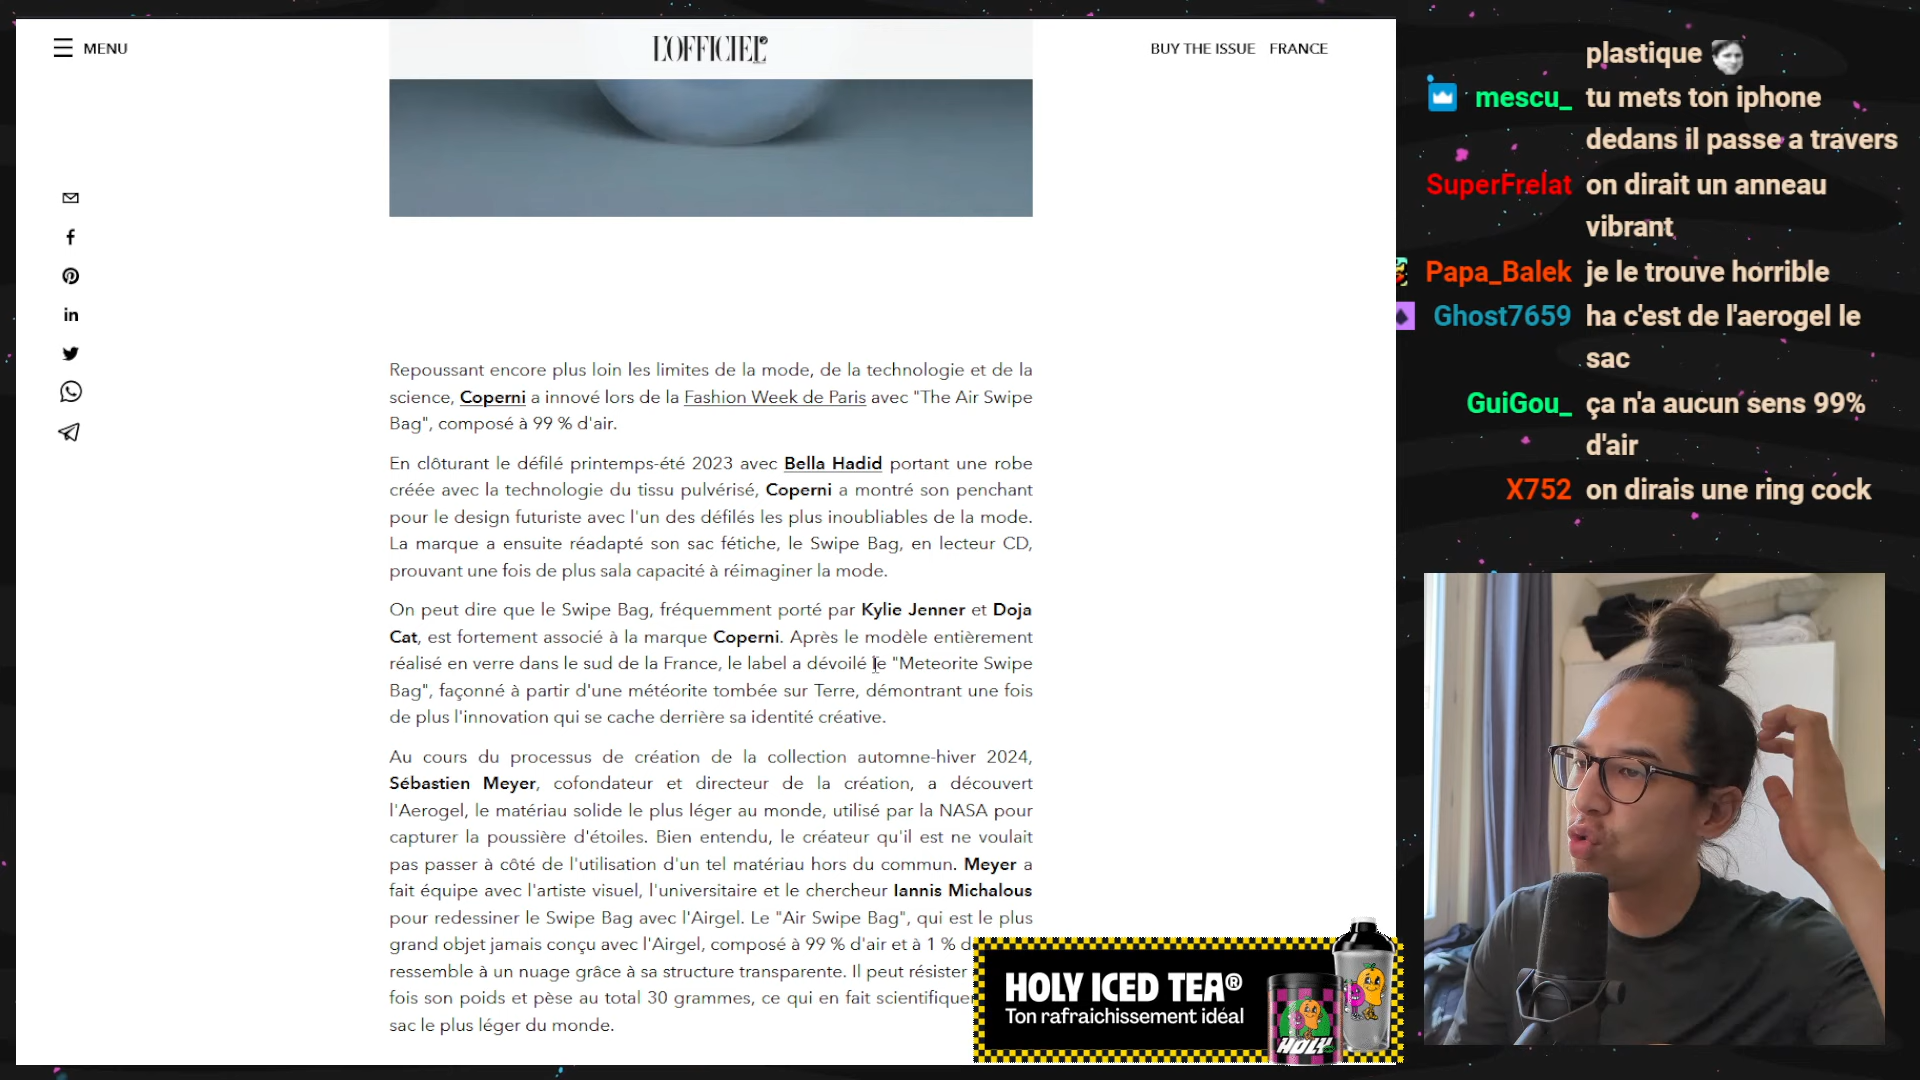 MENU
L'OFFICIEL
BUY THE ISSUE FRANCE
Repoussant encore plus loin les limites de la mode, de la technologie et de la
science, Coperni a innové lors de la Fashion Week de Paris avec "The Air Swipe
Bag", composé à 99 % d'air.
En clôturant le défilé printemps-été 2023 avec Bella Hadid portant une robe
créée avec la technologie du tissu pulvérisé, Coperni a montré son penchant
pour le design futuriste avec l'un des défilés les plus inoubliables de la mode.
La marque a ensuite réadapté son sac fétiche, le Swipe Bag, en lecteur CD,
prouvant une fois de plus sala capacité à réimaginer la mode.
On peut dire que le Swipe Bag, fréquemment porté par Kylie Jenner et Doja
Cat, est fortement associé à la marque Coperni. Après le modèle entièrement
réalisé en verre dans le sud de la France, le label a dévoilé le "Meteorite Swipe
Bag", façonné à partir d'une météorite tombée sur Terre, démontrant une fois
de plus l'innovation qui se cache derrière sa identité créative.
Au cours du processus de création de la collection automne-hiver 2024,
Sébastien Meyer, cofondateur et directeur de la création, a découvert
l'Aerogel, le matériau solide le plus léger au monde, utilisé par la NASA pour
capturer la poussière d'étoiles. Bien entendu, le créateur qu'il est ne voulait
pas passer à côté de l'utilisation d'un tel matériau hors du commun. Meyer a
fait équipe avec l'artiste visuel, l'universitaire et le chercheur Iannis Michalous
pour redessiner le Swipe Bag avec l'Airgel. Le "Air Swipe Bag", qui est le plus
grand objet jamais conçu avec l'Airgel, composé à 99 % d'air et à 1 % d
ressemble à un nuage grâce à sa structure transparente. Il peut résister
fois son poids et pèse au total 30 grammes, ce qui en fait scientifique
sac le plus léger du monde.
HOLY ICED TEA®
Ton rafraichissement idéal
HOLY
plastique
mescu_ tu mets ton iphone
dedans il passe a travers
SuperFrelat on dirait un anneau
vibrant
Papa_Balek je le trouve horrible
Ghost7659 ha c'est de l'aerogel le
sac
GuiGou_ ça n'a aucun sens 99%
d'air
X752 on dirais une ring cock